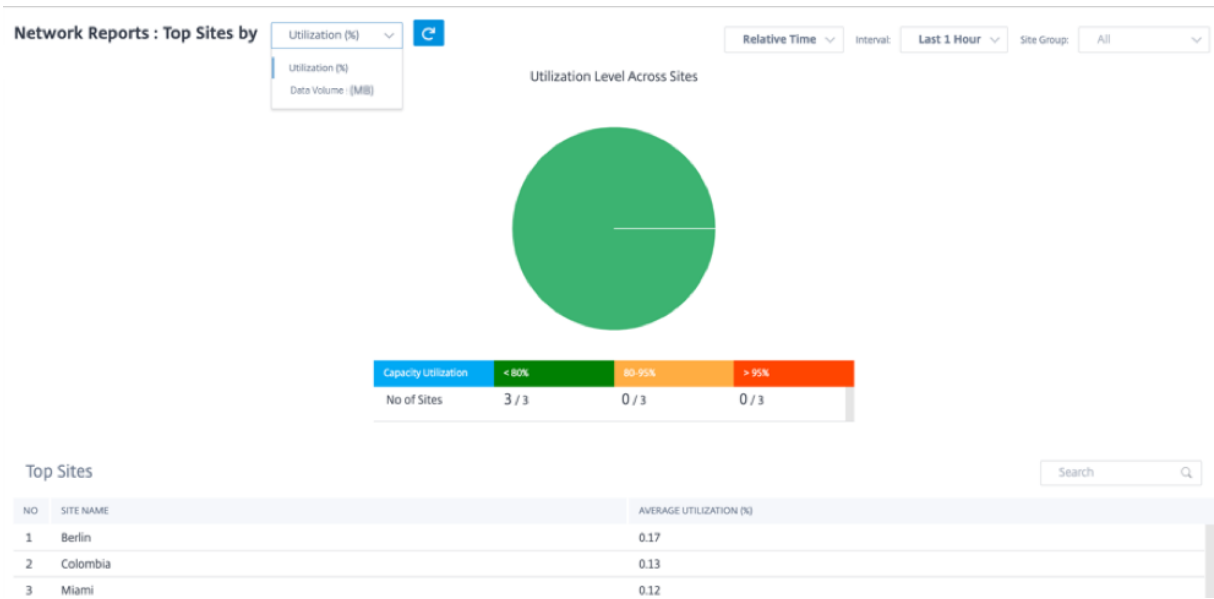 Network Reports : Top Sites by Utilization (%) Relative Time Interval: Last 1 Hour Site Group: All
Utilization (%)
Data Volume (MB)
Utilization Level Across Sites
Capacity Utilization < 80% 80-95% > 95%
No of Sites 3 / 3 0 / 3 0 / 3
Top Sites Search
NO SITE NAME AVERAGE UTILIZATION (%)
1 Berlin 0.17
2 Colombia 0.13
3 Miami 0.12